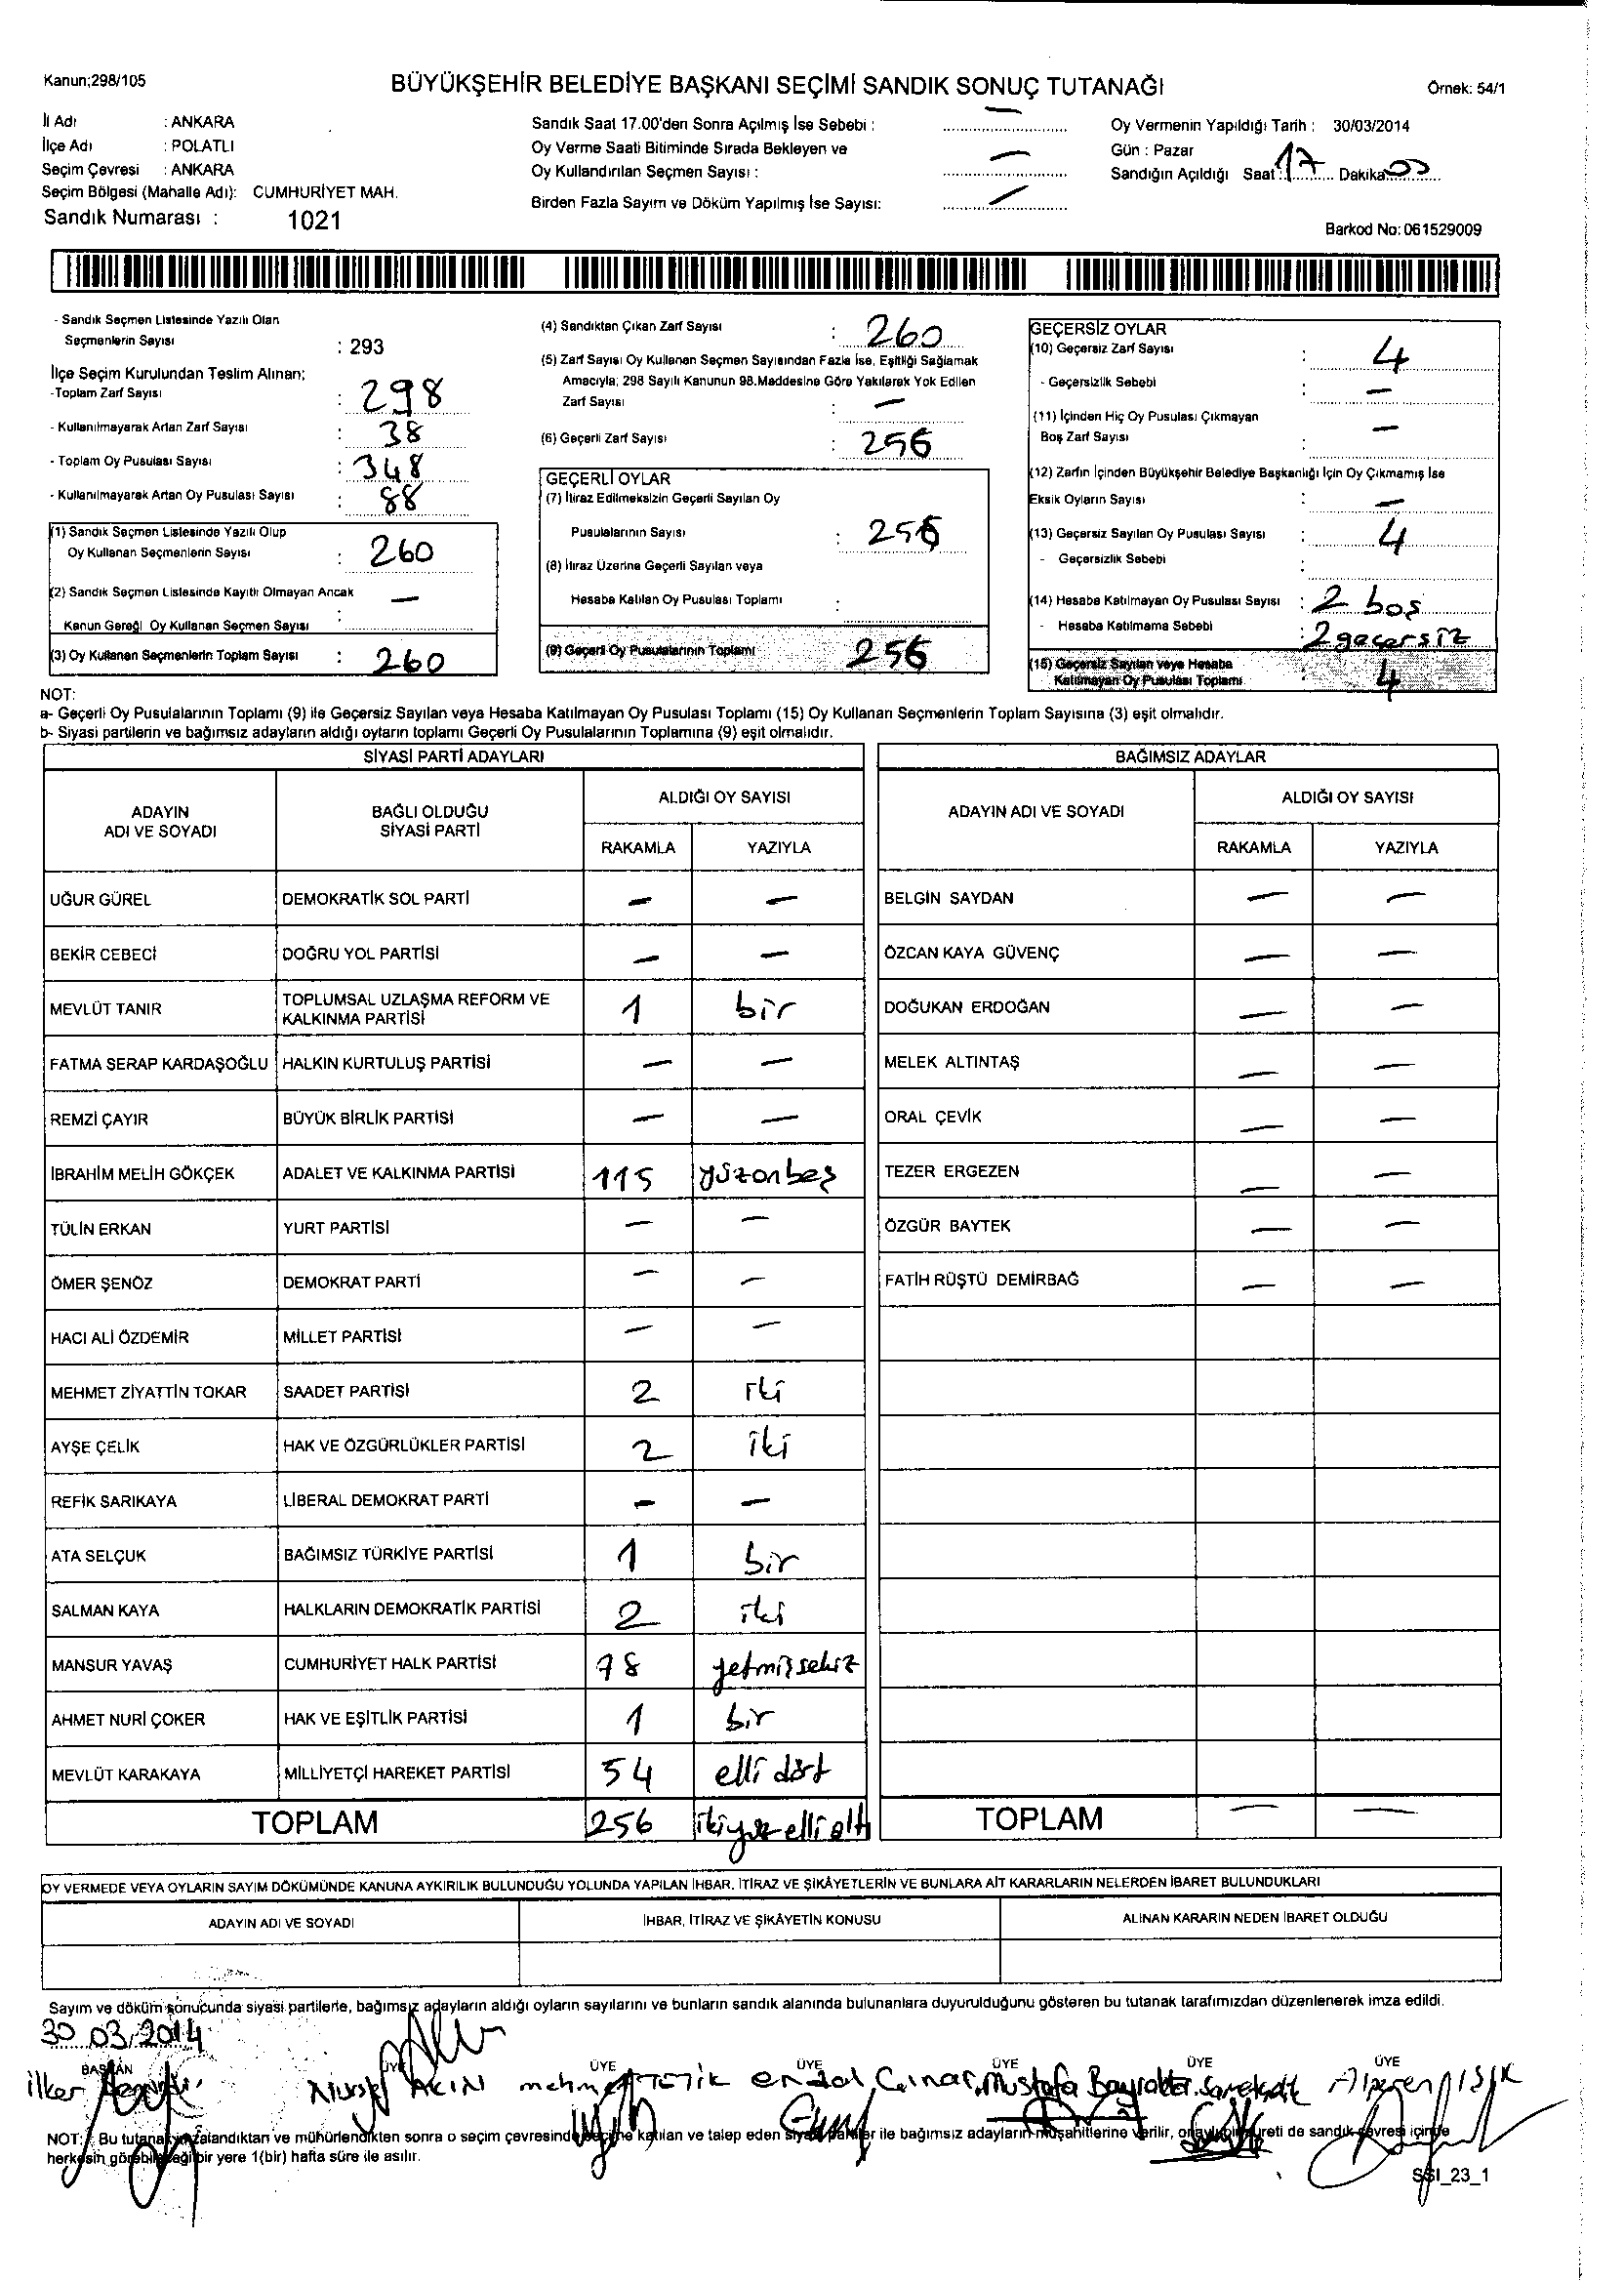 Kanun;298/105
BÜYÜKŞEHİR BELEDİYE BAŞKANI SEÇİMİ SANDIK SONUÇ TUTANAĞI
Örnek: 54/1
İl Adı : ANKARA
İlçe Adı : POLATLI
Seçim Çevresi : ANKARA
Seçim Bölgesi (Mahalle Adı): CUMHURİYET MAH.
Sandık Numarası : 1021
Sandık Saat 17.00'den Sonra Açılmış İse Sebebi : —
Oy Verme Saati Bitiminde Sırada Bekleyen ve
Oy Kullandırılan Seçmen Sayısı : —
Birden Fazla Sayım ve Döküm Yapılmış İse Sayısı: —
Oy Vermenin Yapıldığı Tarih : 30/03/2014
Gün : Pazar
Sandığın Açıldığı Saat : 17 Dakika 00
Barkod No: 061529009
- Sandık Seçmen Listesinde Yazılı Olan
Seçmenlerin Sayısı : 293
İlçe Seçim Kurulundan Teslim Alınan;
-Toplam Zarf Sayısı : 298
- Kullanılmayarak Artan Zarf Sayısı : 38
- Toplam Oy Pusulası Sayısı : 348
- Kullanılmayarak Artan Oy Pusulası Sayısı : 88
(1) Sandık Seçmen Listesinde Yazılı Olup
Oy Kullanan Seçmenlerin Sayısı : 260
(2) Sandık Seçmen Listesinde Kayıtlı Olmayan Ancak
Kanun Gereği Oy Kullanan Seçmen Sayısı : —
(3) Oy Kullanan Seçmenlerin Toplam Sayısı : 260
(4) Sandıktan Çıkan Zarf Sayısı : 260
(5) Zarf Sayısı Oy Kullanan Seçmen Sayısından Fazla İse, Eşitliği Sağlamak
Amacıyla; 298 Sayılı Kanunun 98.Maddesine Göre Yakılarak Yok Edilen
Zarf Sayısı : —
(6) Geçerli Zarf Sayısı : 256
GEÇERLİ OYLAR
(7) İtiraz Edilmeksizin Geçerli Sayılan Oy
Pusulalarının Sayısı : 256
(8) İtiraz Üzerine Geçerli Sayılan veya
Hesaba Katılan Oy Pusulası Toplamı :
(9) Geçerli Oy Pusulalarının Toplamı : 256
GEÇERSİZ OYLAR
(10) Geçersiz Zarf Sayısı : 4
- Geçersizlik Sebebi : —
(11) İçinden Hiç Oy Pusulası Çıkmayan
Boş Zarf Sayısı : —
(12) Zarfın İçinden Büyükşehir Belediye Başkanlığı İçin Oy Çıkmamış İse
Eksik Oyların Sayısı : —
(13) Geçersiz Sayılan Oy Pusulası Sayısı : 4
- Geçersizlik Sebebi :
(14) Hesaba Katılmayan Oy Pusulası Sayısı : 2 boş
- Hesaba Katılmama Sebebi : 2 geçersiz
(15) Geçersiz Sayılan veya Hesaba
Katılmayan Oy Pusulası Toplamı : 4
NOT:
a- Geçerli Oy Pusulalarının Toplamı (9) ile Geçersiz Sayılan veya Hesaba Katılmayan Oy Pusulası Toplamı (15) Oy Kullanan Seçmenlerin Toplam Sayısına (3) eşit olmalıdır.
b- Siyasi partilerin ve bağımsız adayların aldığı oyların toplamı Geçerli Oy Pusulalarının Toplamına (9) eşit olmalıdır.
SİYASİ PARTİ ADAYLARI
ADAYIN ADI VE SOYADI BAĞLI OLDUĞU SİYASİ PARTİ ALDIĞI OY SAYISI
RAKAMLA YAZIYLA
UĞUR GÜREL DEMOKRATİK SOL PARTİ — —
BEKİR CEBECİ DOĞRU YOL PARTİSİ — —
MEVLÜT TANIR TOPLUMSAL UZLAŞMA REFORM VE KALKINMA PARTİSİ 1 bir
FATMA SERAP KARDAŞOĞLU HALKIN KURTULUŞ PARTİSİ — —
REMZİ ÇAYIR BÜYÜK BİRLİK PARTİSİ — —
İBRAHİM MELİH GÖKÇEK ADALET VE KALKINMA PARTİSİ 115 yüzonbeş
TÜLİN ERKAN YURT PARTİSİ — —
ÖMER ŞENÖZ DEMOKRAT PARTİ — —
HACI ALİ ÖZDEMİR MİLLET PARTİSİ — —
MEHMET ZİYATTİN TOKAR SAADET PARTİSİ 2 iki
AYŞE ÇELİK HAK VE ÖZGÜRLÜKLER PARTİSİ 2 iki
REFİK SARIKAYA LİBERAL DEMOKRAT PARTİ — —
ATA SELÇUK BAĞIMSIZ TÜRKİYE PARTİSİ 1 bir
SALMAN KAYA HALKLARIN DEMOKRATİK PARTİSİ 2 iki
MANSUR YAVAŞ CUMHURİYET HALK PARTİSİ 78 yetmişsekiz
AHMET NURİ ÇOKER HAK VE EŞİTLİK PARTİSİ 1 bir
MEVLÜT KARAKAYA MİLLİYETÇİ HAREKET PARTİSİ 54 elli dört
TOPLAM 256 ikiyüzellialtı
BAĞIMSIZ ADAYLAR
ADAYIN ADI VE SOYADI ALDIĞI OY SAYISI
RAKAMLA YAZIYLA
BELGİN SAYDAN — —
ÖZCAN KAYA GÜVENÇ — —
DOĞUKAN ERDOĞAN — —
MELEK ALTINTAŞ — —
ORAL ÇEVİK — —
TEZER ERGEZEN — —
ÖZGÜR BAYTEK — —
FATİH RÜŞTÜ DEMİRBAĞ — —
TOPLAM — —
OY VERMEDE VEYA OYLARIN SAYIM DÖKÜMÜNDE KANUNA AYKIRILIK BULUNDUĞU YOLUNDA YAPILAN İHBAR, İTİRAZ VE ŞİKÂYETLERİN VE BUNLARA AİT KARARLARIN NELERDEN İBARET BULUNDUKLARI
ADAYIN ADI VE SOYADI İHBAR, İTİRAZ VE ŞİKÂYETİN KONUSU ALINAN KARARIN NEDEN İBARET OLDUĞU
Sayım ve döküm sonucunda siyasi partilerle, bağımsız adayların aldığı oyların sayılarını ve bunların sandık alanında bulunanlara duyurulduğunu gösteren bu tutanak tarafımızdan düzenlenerek imza edildi.
30.03.2014
BAŞKAN ÜYE ÜYE ÜYE ÜYE ÜYE ÜYE
ilker AKIN mehmet erdal Çınar Mustafa Bayraktar Alperen IŞIK
NOT: Bu tutanak imzalandıktan ve mühürlendikten sonra o seçim çevresinde seçime katılan ve talep eden siyasi partiler ile bağımsız adayların müşahitlerine verilir, onaylı bir sureti de sandık çevresi içinde
herkesin görebileceği bir yere 1(bir) hafta süre ile asılır.
SSI_23_1